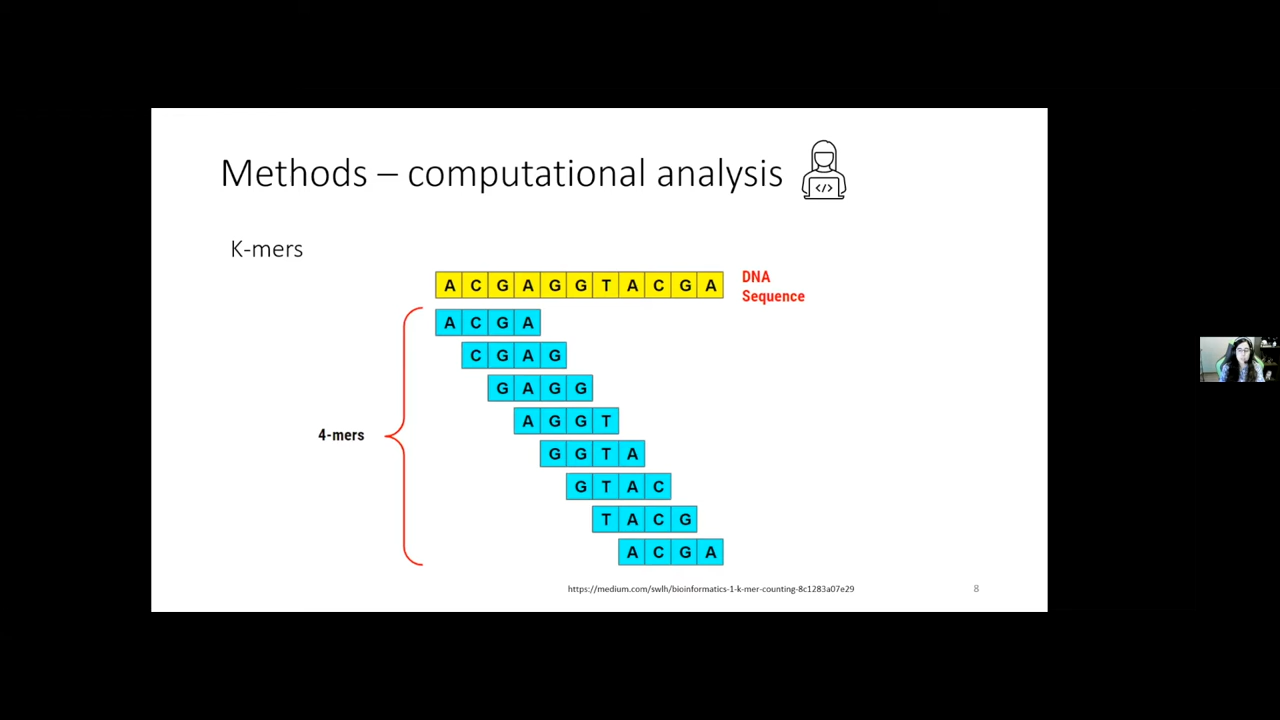 Methods – computational analysis
</>
K-mers
A C G A G G T A C G A
DNA
Sequence
A C G A
C G A G
G A G G
A G G T
4-mers
G G T A
G T A C
T A C G
A C G A
https://medium.com/swlh/bioinformatics-1-k-mer-counting-8c1283a07e29
8